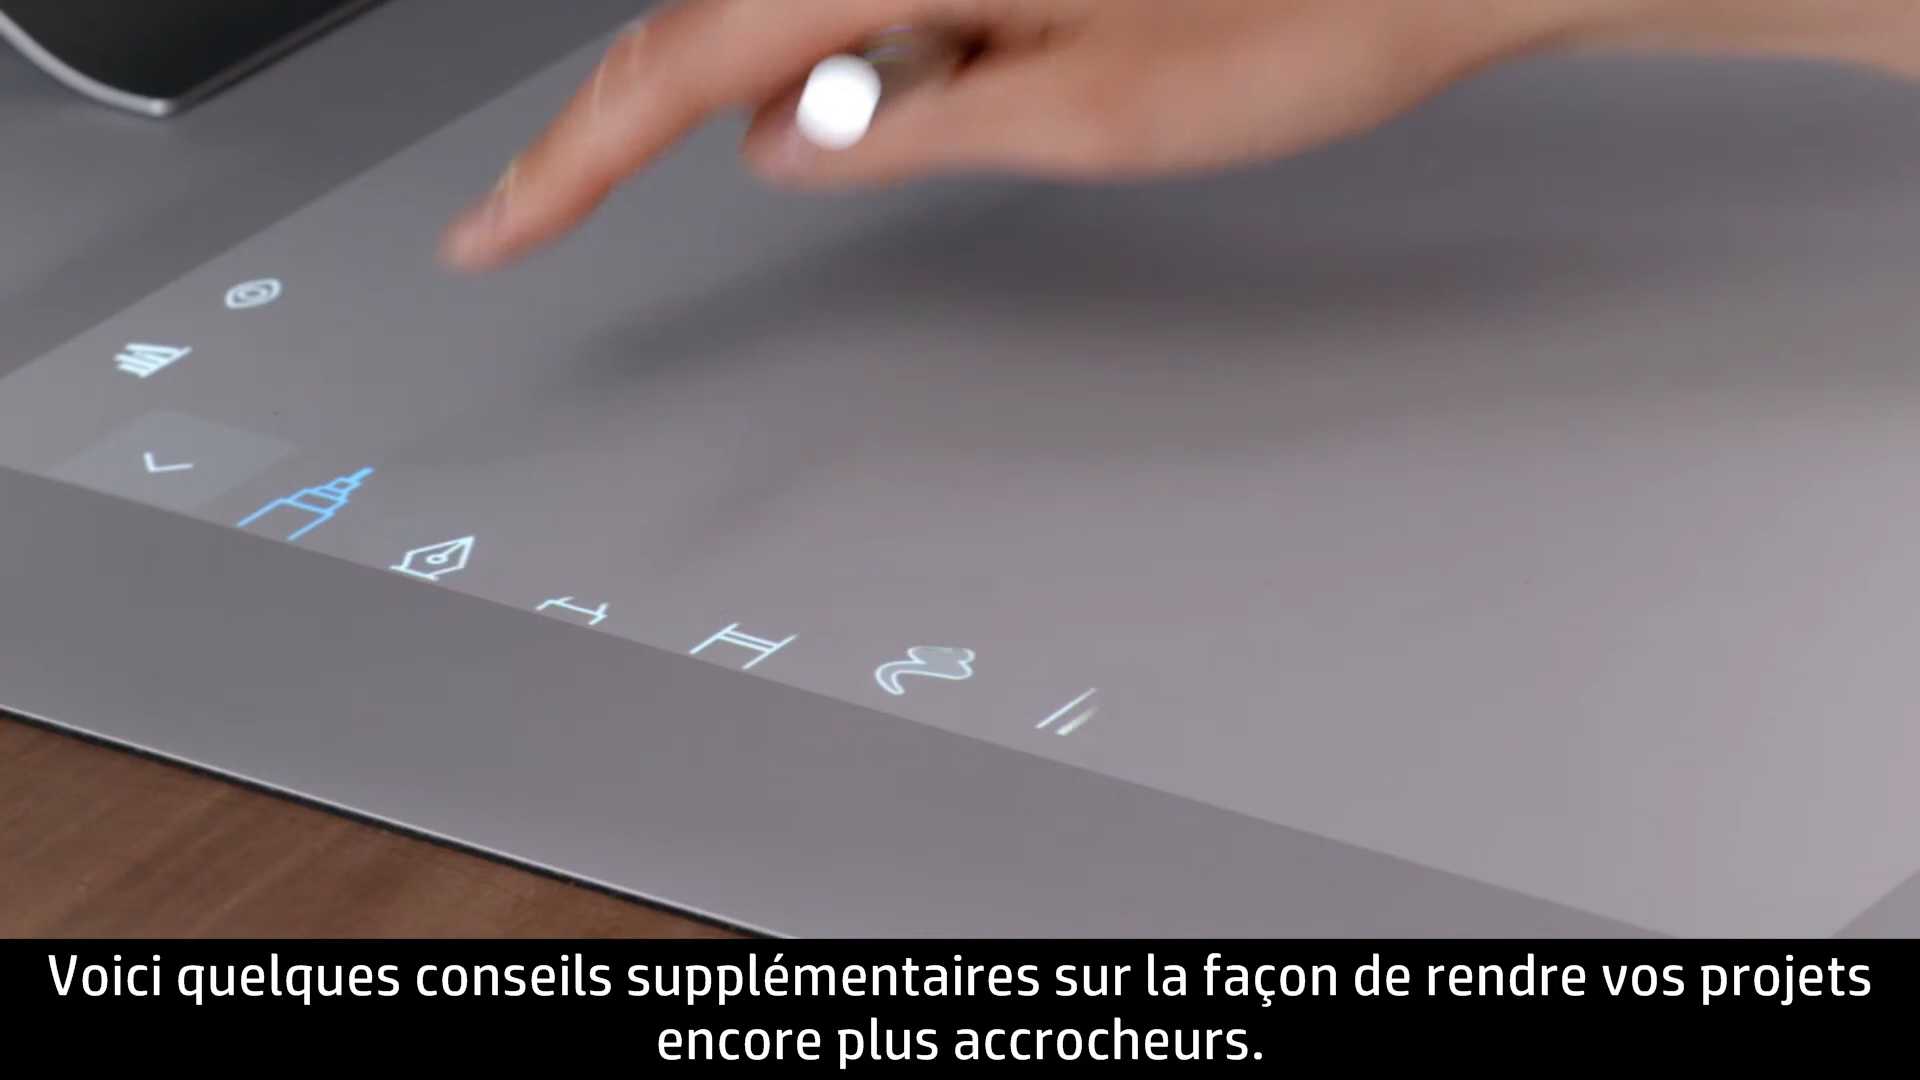 Voici quelques conseils supplémentaires sur la façon de rendre vos projets
encore plus accrocheurs.